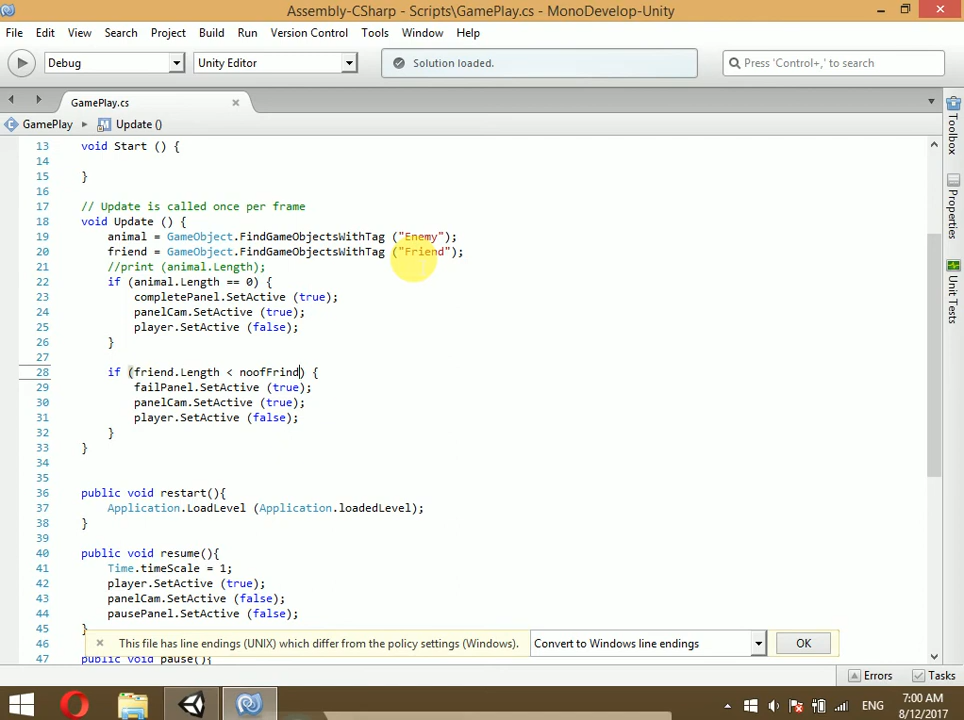 Assembly-CSharp - Scripts\GamePlay.cs - MonoDevelop-Unity
File Edit View Search Project Build Run Version Control Tools Window Help
Debug Unity Editor Solution loaded. Press 'Control+,' to search
GamePlay.cs
GamePlay Update ()
13 void Start () {
14
15 }
16
17 // Update is called once per frame
18 void Update () {
19 animal = GameObject.FindGameObjectsWithTag ("Enemy");
20 friend = GameObject.FindGameObjectsWithTag ("Friend");
21 //print (animal.Length);
22 if (animal.Length == 0) {
23 completePanel.SetActive (true);
24 panelCam.SetActive (true);
25 player.SetActive (false);
26 }
27
28 if (friend.Length < noofFrind) {
29 failPanel.SetActive (true);
30 panelCam.SetActive (true);
31 player.SetActive (false);
32 }
33 }
34
35
36 public void restart(){
37 Application.LoadLevel (Application.loadedLevel);
38 }
39
40 public void resume(){
41 Time.timeScale = 1;
42 player.SetActive (true);
43 panelCam.SetActive (false);
44 pausePanel.SetActive (false);
45 }
46 This file has line endings (UNIX) which differ from the policy settings (Windows). Convert to Windows line endings OK
47 public void pause(){
Toolbox
Properties
Unit Tests
Errors Tasks
ENG
7:00 AM
8/12/2017